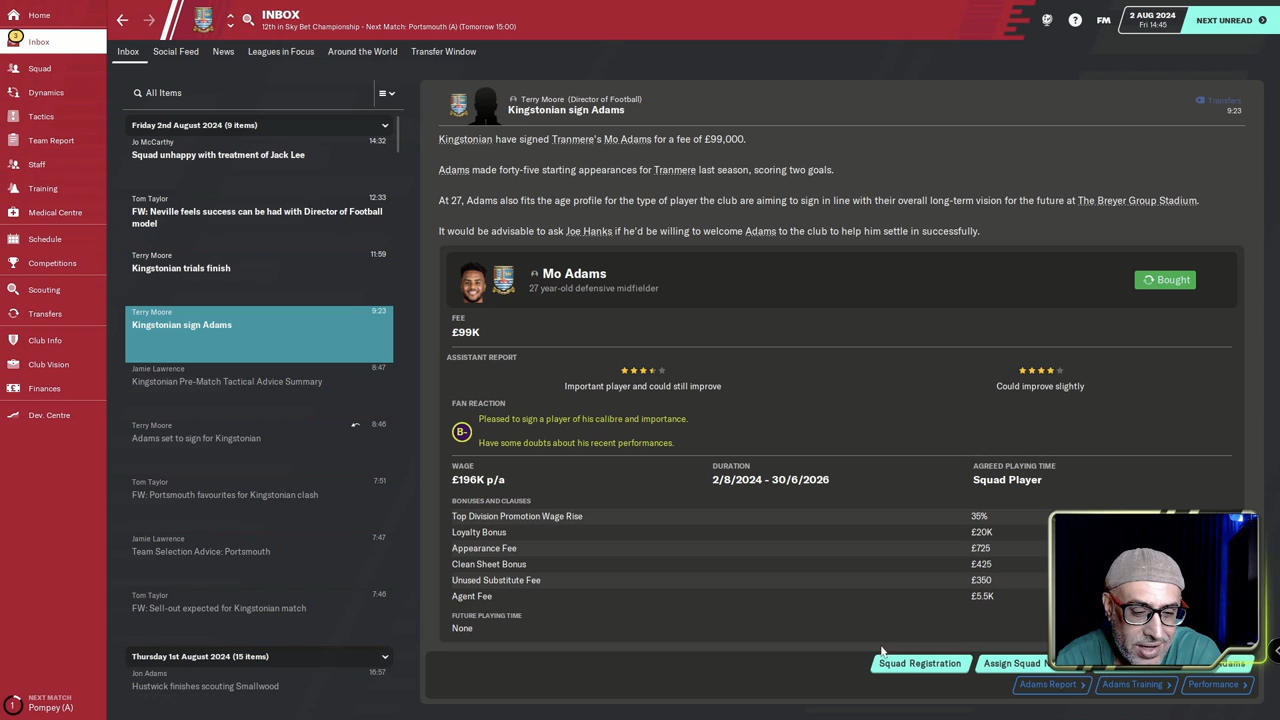 Home
INBOX
12th in Sky Bet Championship - Next Match: Portsmouth (A) (Tomorrow 15:00)
FM
2 AUG 2024
Fri 14:45
NEXT UNREAD
3
Inbox
Squad
Dynamics
Tactics
Team Report
Staff
Training
Medical Centre
Schedule
Competitions
Scouting
Transfers
Club Info
Club Vision
Finances
Dev. Centre
1
NEXT MATCH
Pompey (A)
Inbox
Social Feed
News
Leagues in Focus
Around the World
Transfer Window
All Items
Friday 2nd August 2024 (9 items)
Jo McCarthy 14:32
Squad unhappy with treatment of Jack Lee
Tom Taylor 12:33
FW: Neville feels success can be had with Director of Football
model
Terry Moore 11:59
Kingstonian trials finish
Terry Moore 9:23
Kingstonian sign Adams
Jamie Lawrence 8:47
Kingstonian Pre-Match Tactical Advice Summary
Terry Moore 8:46
Adams set to sign for Kingstonian
Tom Taylor 7:51
FW: Portsmouth favourites for Kingstonian clash
Jamie Lawrence 7:47
Team Selection Advice: Portsmouth
Tom Taylor 7:46
FW: Sell-out expected for Kingstonian match
Thursday 1st August 2024 (15 items)
Jon Adams 16:57
Hustwick finishes scouting Smallwood
Terry Moore (Director of Football)
Kingstonian sign Adams
Transfers
9:23
Kingstonian have signed Tranmere's Mo Adams for a fee of £99,000.
Adams made forty-five starting appearances for Tranmere last season, scoring two goals.
At 27, Adams also fits the age profile for the type of player the club are aiming to sign in line with their overall long-term vision for the future at The Breyer Group Stadium.
It would be advisable to ask Joe Hanks if he'd be willing to welcome Adams to the club to help him settle in successfully.
Mo Adams
27 year-old defensive midfielder
Bought
FEE
£99K
ASSISTANT REPORT
Important player and could still improve
Could improve slightly
FAN REACTION
B-
Pleased to sign a player of his calibre and importance.
Have some doubts about his recent performances.
WAGE
£196K p/a
DURATION
2/8/2024 - 30/6/2026
AGREED PLAYING TIME
Squad Player
BONUSES AND CLAUSES
Top Division Promotion Wage Rise 35%
Loyalty Bonus £20K
Appearance Fee £725
Clean Sheet Bonus £425
Unused Substitute Fee £350
Agent Fee £5.5K
FUTURE PLAYING TIME
None
Squad Registration
Assign Squad
Adams
Adams Report
Adams Training
Performance